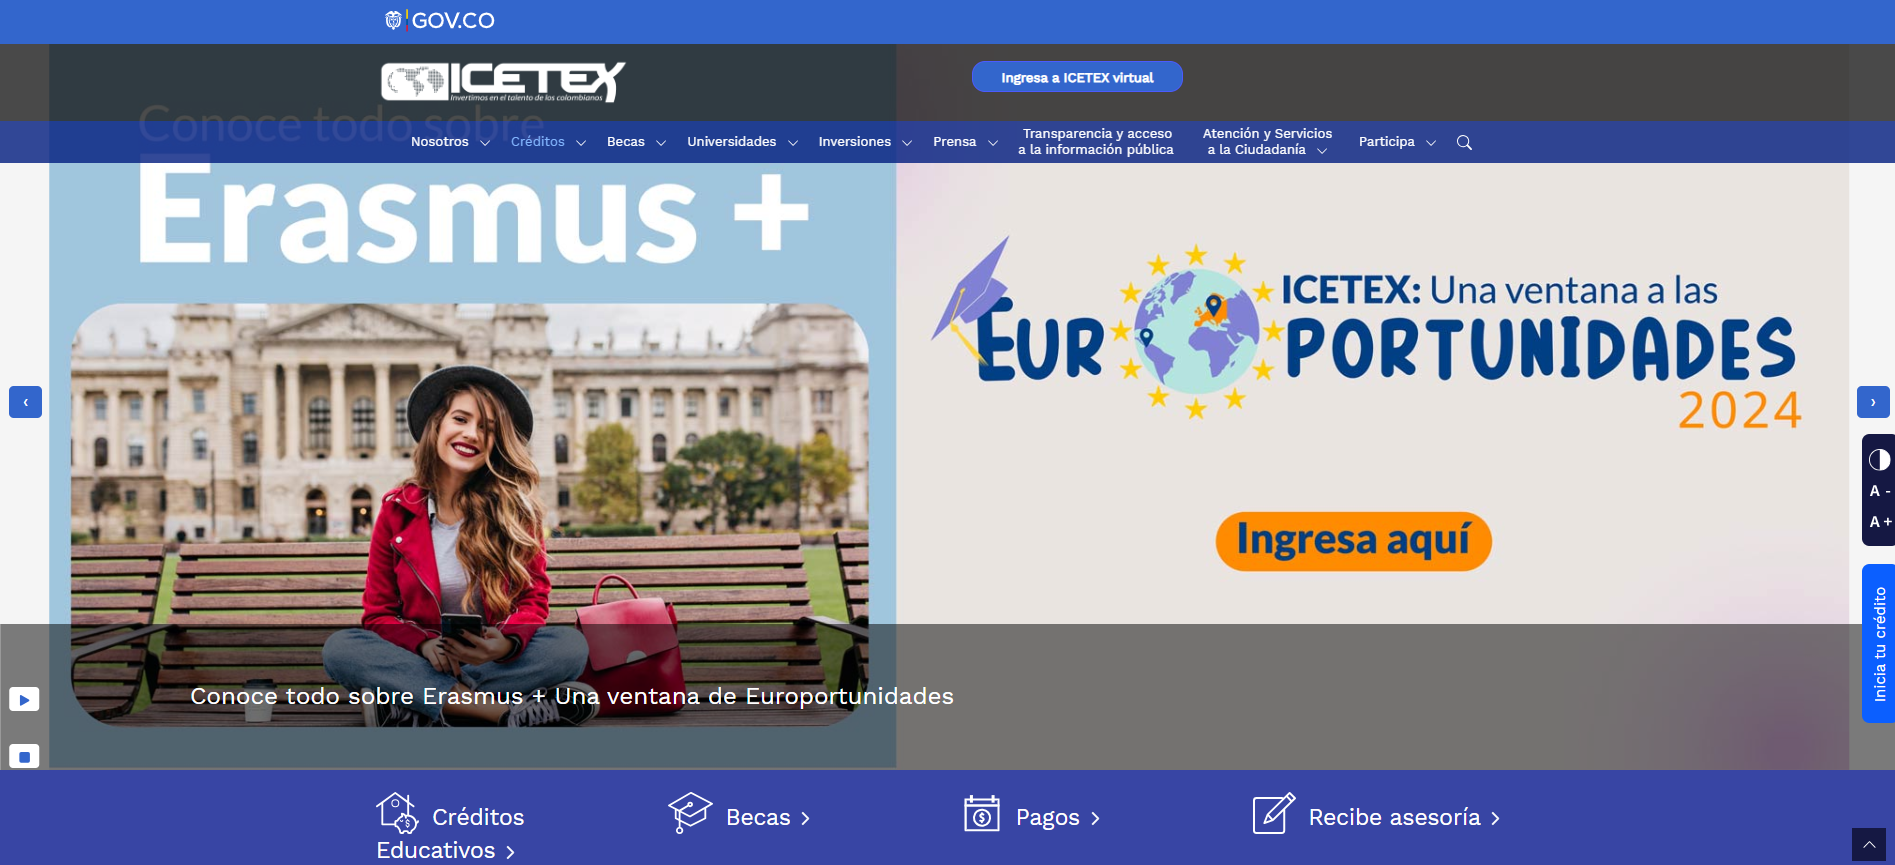 GOV.CO
ICETEX
Invertimos en el talento de los colombianos
Ingresa a ICETEX virtual
Nosotros
Créditos
Becas
Universidades
Inversiones
Prensa
Transparencia y acceso
a la información pública
Atención y Servicios
a la Ciudadanía
Participa
Conoce todo sobre
Erasmus +
ICETEX: Una ventana a las
EUR PORTUNIDADES
2024
Ingresa aquí
A -
A +
Inicia tu crédito
Conoce todo sobre Erasmus + Una ventana de Europortunidades
Créditos
Educativos
Becas
Pagos
Recibe asesoría